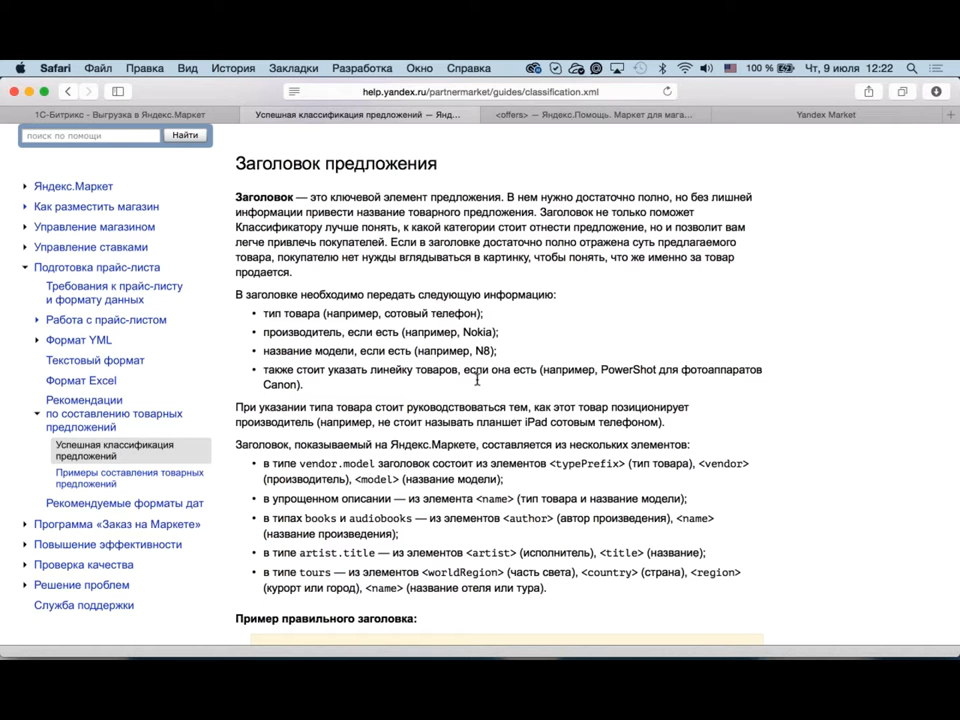 Safari Файл Правка Вид История Закладки Разработка Окно Справка 100 % Чт, 9 июля 12:22
help.yandex.ru/partnermarket/guides/classification.xml
1С-Битрикс - Выгрузка в Яндекс.Маркет Успешная классификация предложений — Янд... <offers> — Яндекс.Помощь. Маркет для мага... Yandex Market
поиск по помощи Найти
Яндекс.Маркет
Как разместить магазин
Управление магазином
Управление ставками
Подготовка прайс-листа
Требования к прайс-листу
и формату данных
Работа с прайс-листом
Формат YML
Текстовый формат
Формат Excel
Рекомендации
по составлению товарных
предложений
Успешная классификация
предложений
Примеры составления товарных
предложений
Рекомендуемые форматы дат
Программа «Заказ на Маркете»
Повышение эффективности
Проверка качества
Решение проблем
Служба поддержки
Заголовок предложения
Заголовок — это ключевой элемент предложения. В нем нужно достаточно полно, но без лишней
информации привести название товарного предложения. Заголовок не только поможет
Классификатору лучше понять, к какой категории стоит отнести предложение, но и позволит вам
легче привлечь покупателей. Если в заголовке достаточно полно отражена суть предлагаемого
товара, покупателю нет нужды вглядываться в картинку, чтобы понять, что же именно за товар
продается.
В заголовке необходимо передать следующую информацию:
• тип товара (например, сотовый телефон);
• производитель, если есть (например, Nokia);
• название модели, если есть (например, N8);
• также стоит указать линейку товаров, если она есть (например, PowerShot для фотоаппаратов
Canon).
При указании типа товара стоит руководствоваться тем, как этот товар позиционирует
производитель (например, не стоит называть планшет iPad сотовым телефоном).
Заголовок, показываемый на Яндекс.Маркете, составляется из нескольких элементов:
• в типе vendor.model заголовок состоит из элементов <typePrefix> (тип товара), <vendor>
(производитель), <model> (название модели);
• в упрощенном описании — из элемента <name> (тип товара и название модели);
• в типах books и audiobooks — из элементов <author> (автор произведения), <name>
(название произведения);
• в типе artist.title — из элементов <artist> (исполнитель), <title> (название);
• в типе tours — из элементов <worldRegion> (часть света), <country> (страна), <region>
(курорт или город), <name> (название отеля или тура).
Пример правильного заголовка: